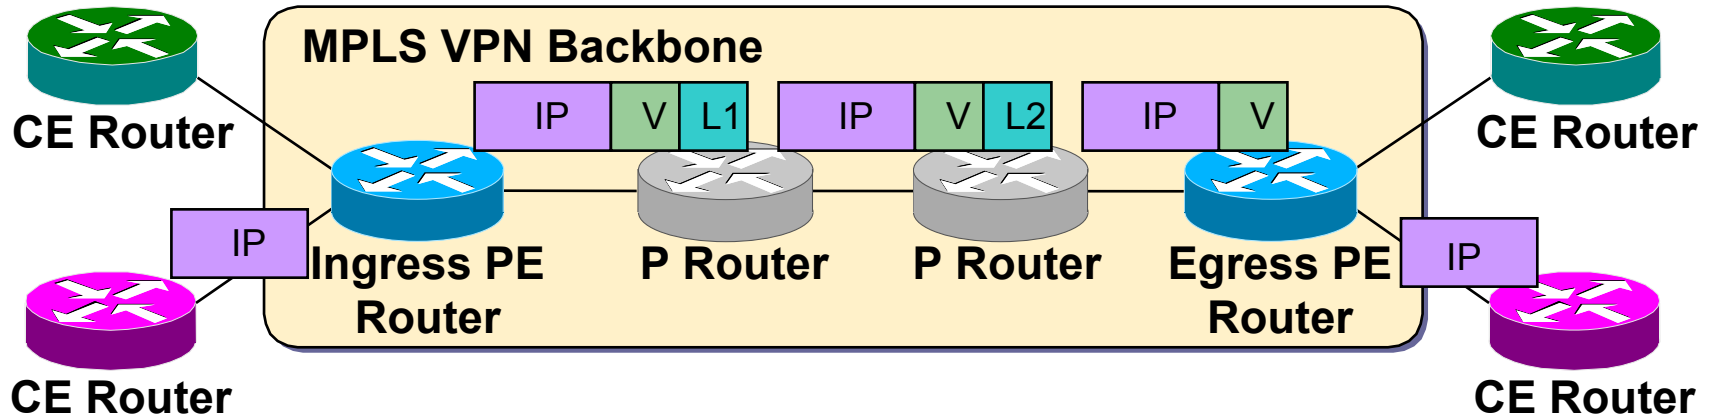 MPLS VPN Backbone
IP V L1
IP V L2
IP V
CE Router
CE Router
IP
IP
Ingress PE
Router
P Router
P Router
Egress PE
Router
CE Router
CE Router